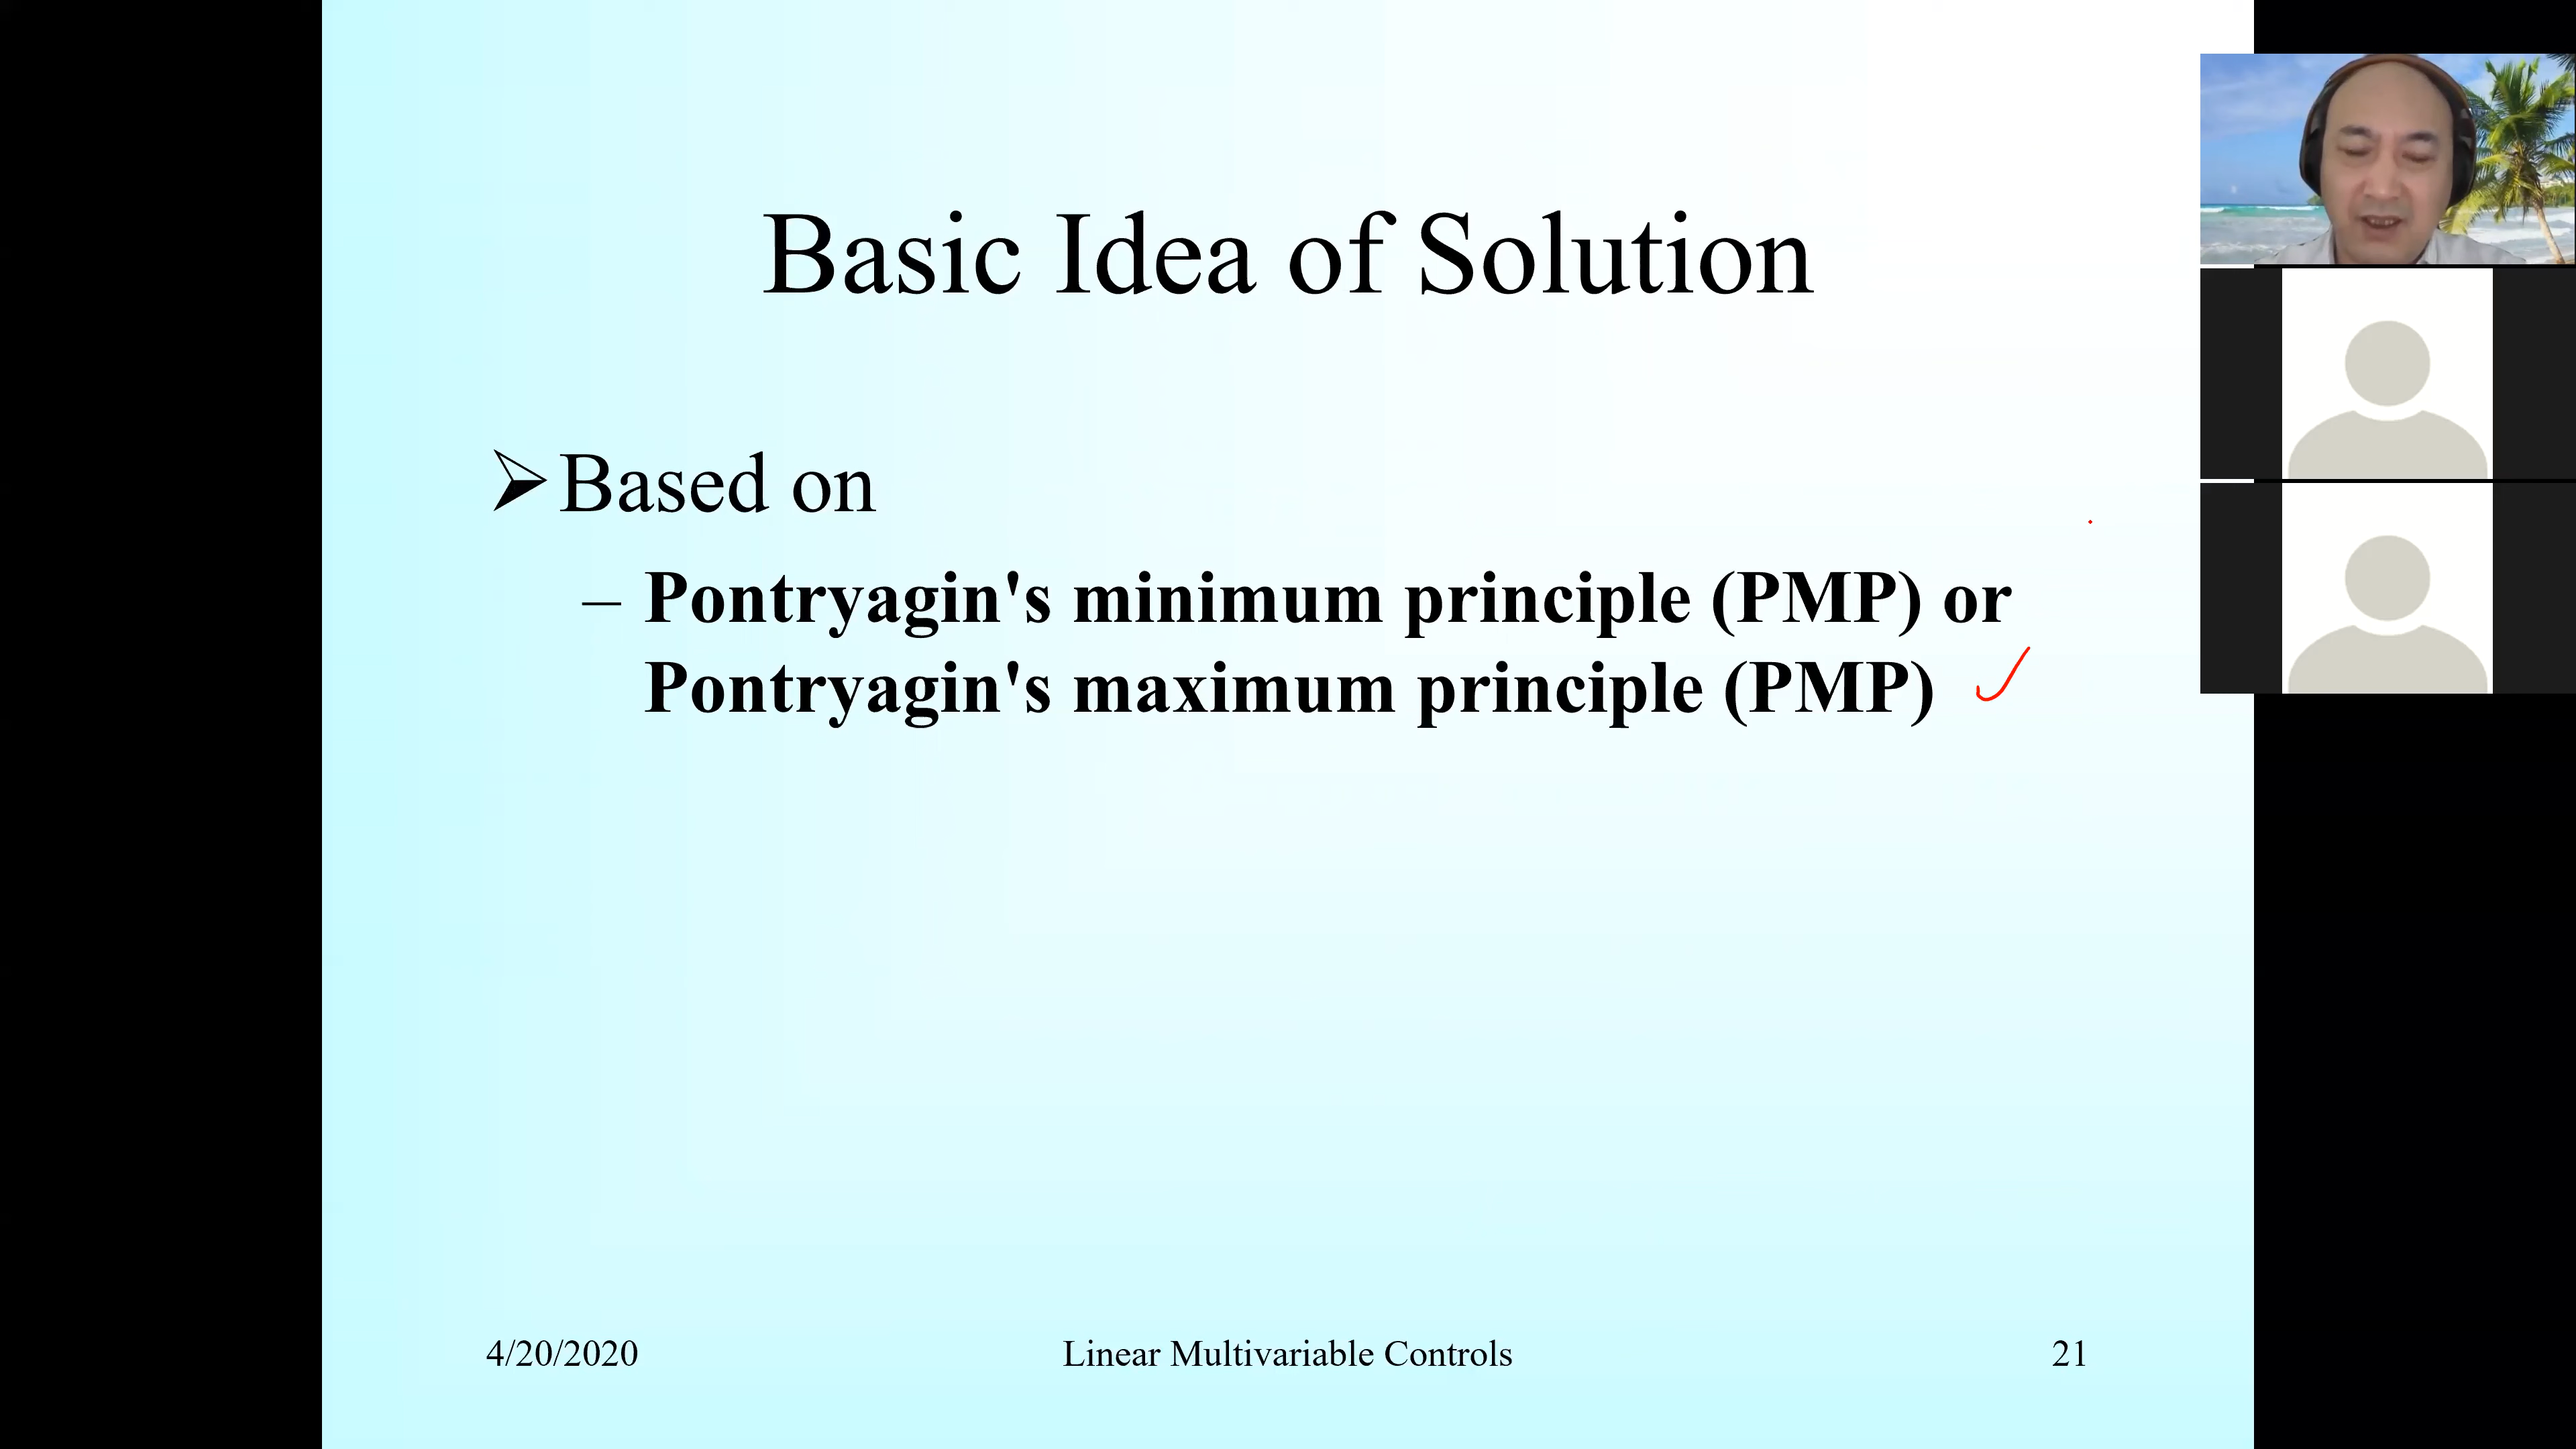 Basic Idea of Solution
➢Based on
– Pontryagin's minimum principle (PMP) or
Pontryagin's maximum principle (PMP)
4/20/2020
Linear Multivariable Controls
21